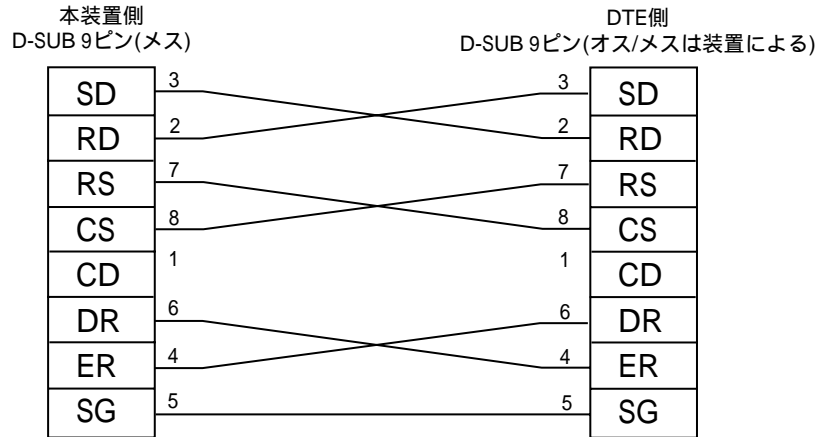 本装置側 DTE側
D-SUB 9ピン(メス) D-SUB 9ピン(オス/メスは装置による)
SD 3 3 SD
RD 2 2 RD
RS 7 7 RS
CS 8 8 CS
CD 1 1 CD
DR 6 6 DR
ER 4 4 ER
SG 5 5 SG